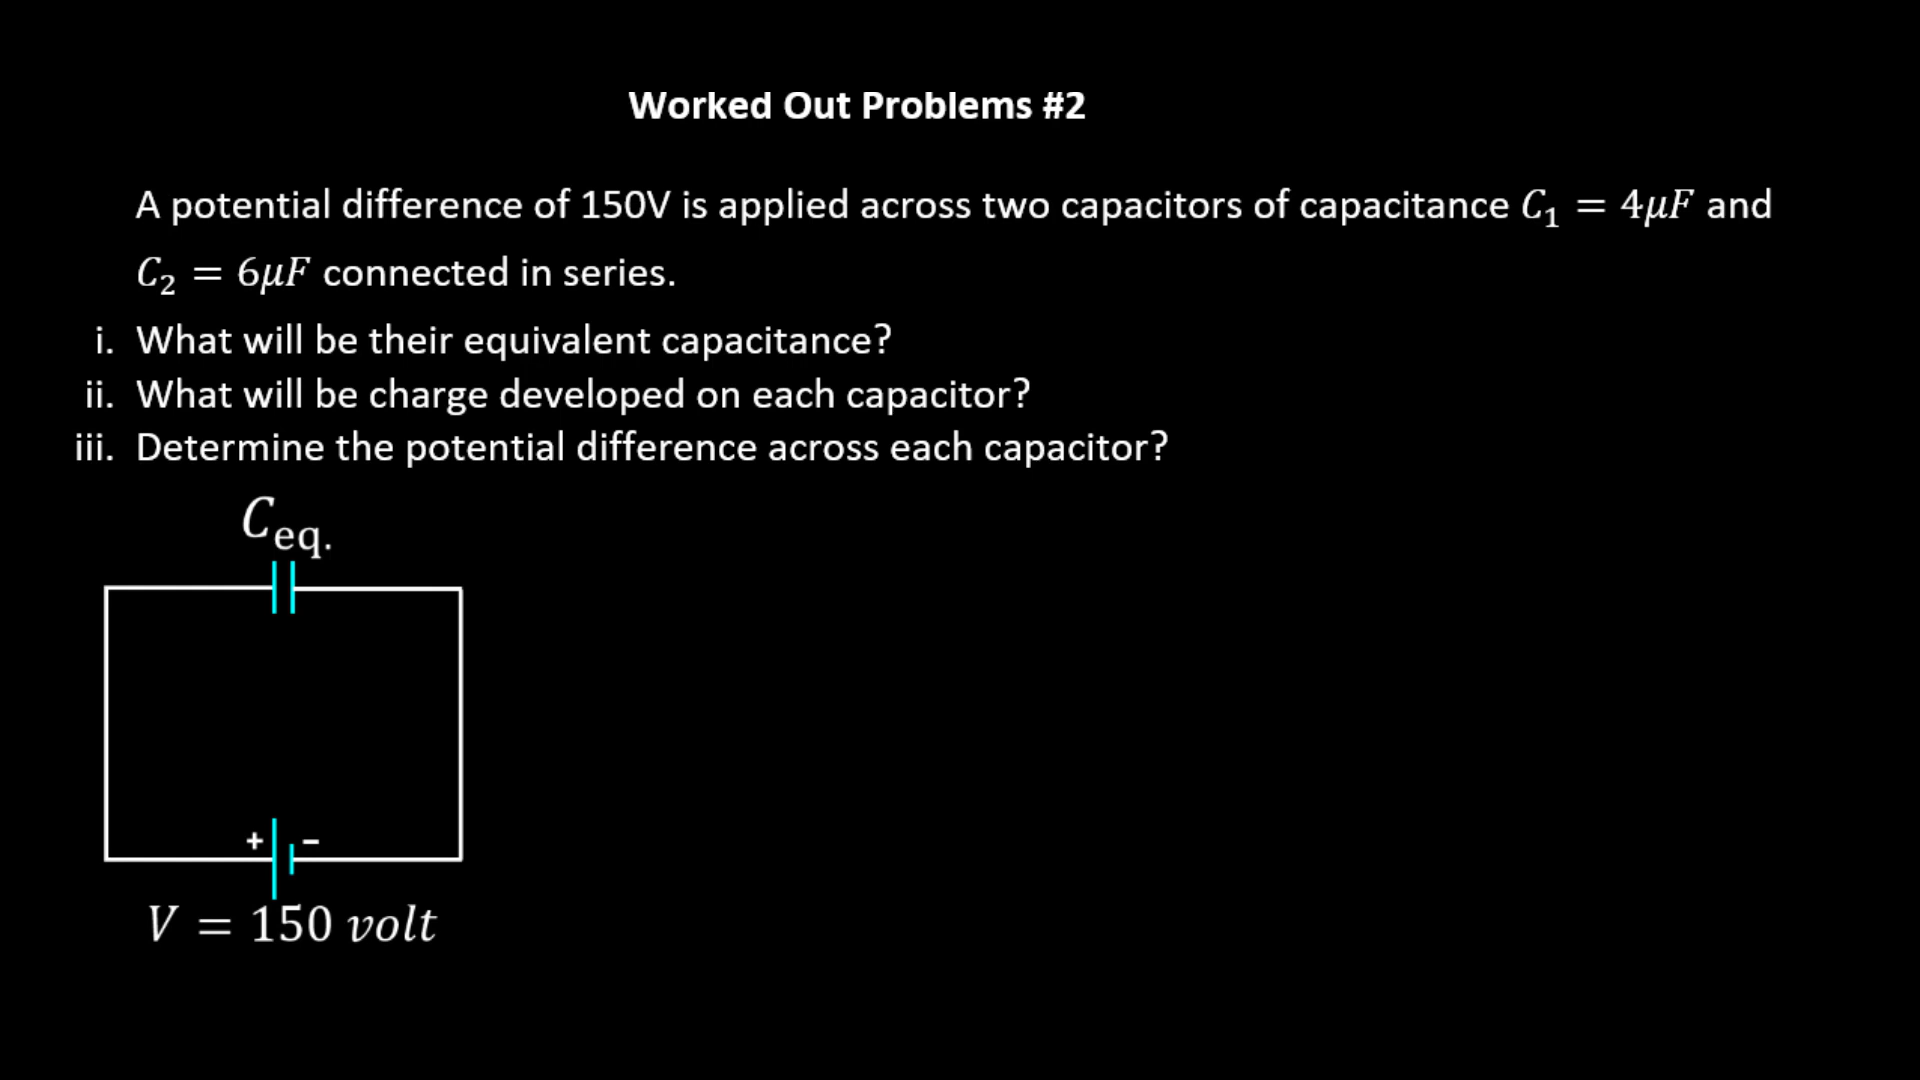 Worked Out Problems #2
A potential difference of 150V is applied across two capacitors of capacitance C₁ = 4μF and
C₂ = 6μF connected in series.
i. What will be their equivalent capacitance?
ii. What will be charge developed on each capacitor?
iii. Determine the potential difference across each capacitor?
C_eq.
+ −
V = 150 volt